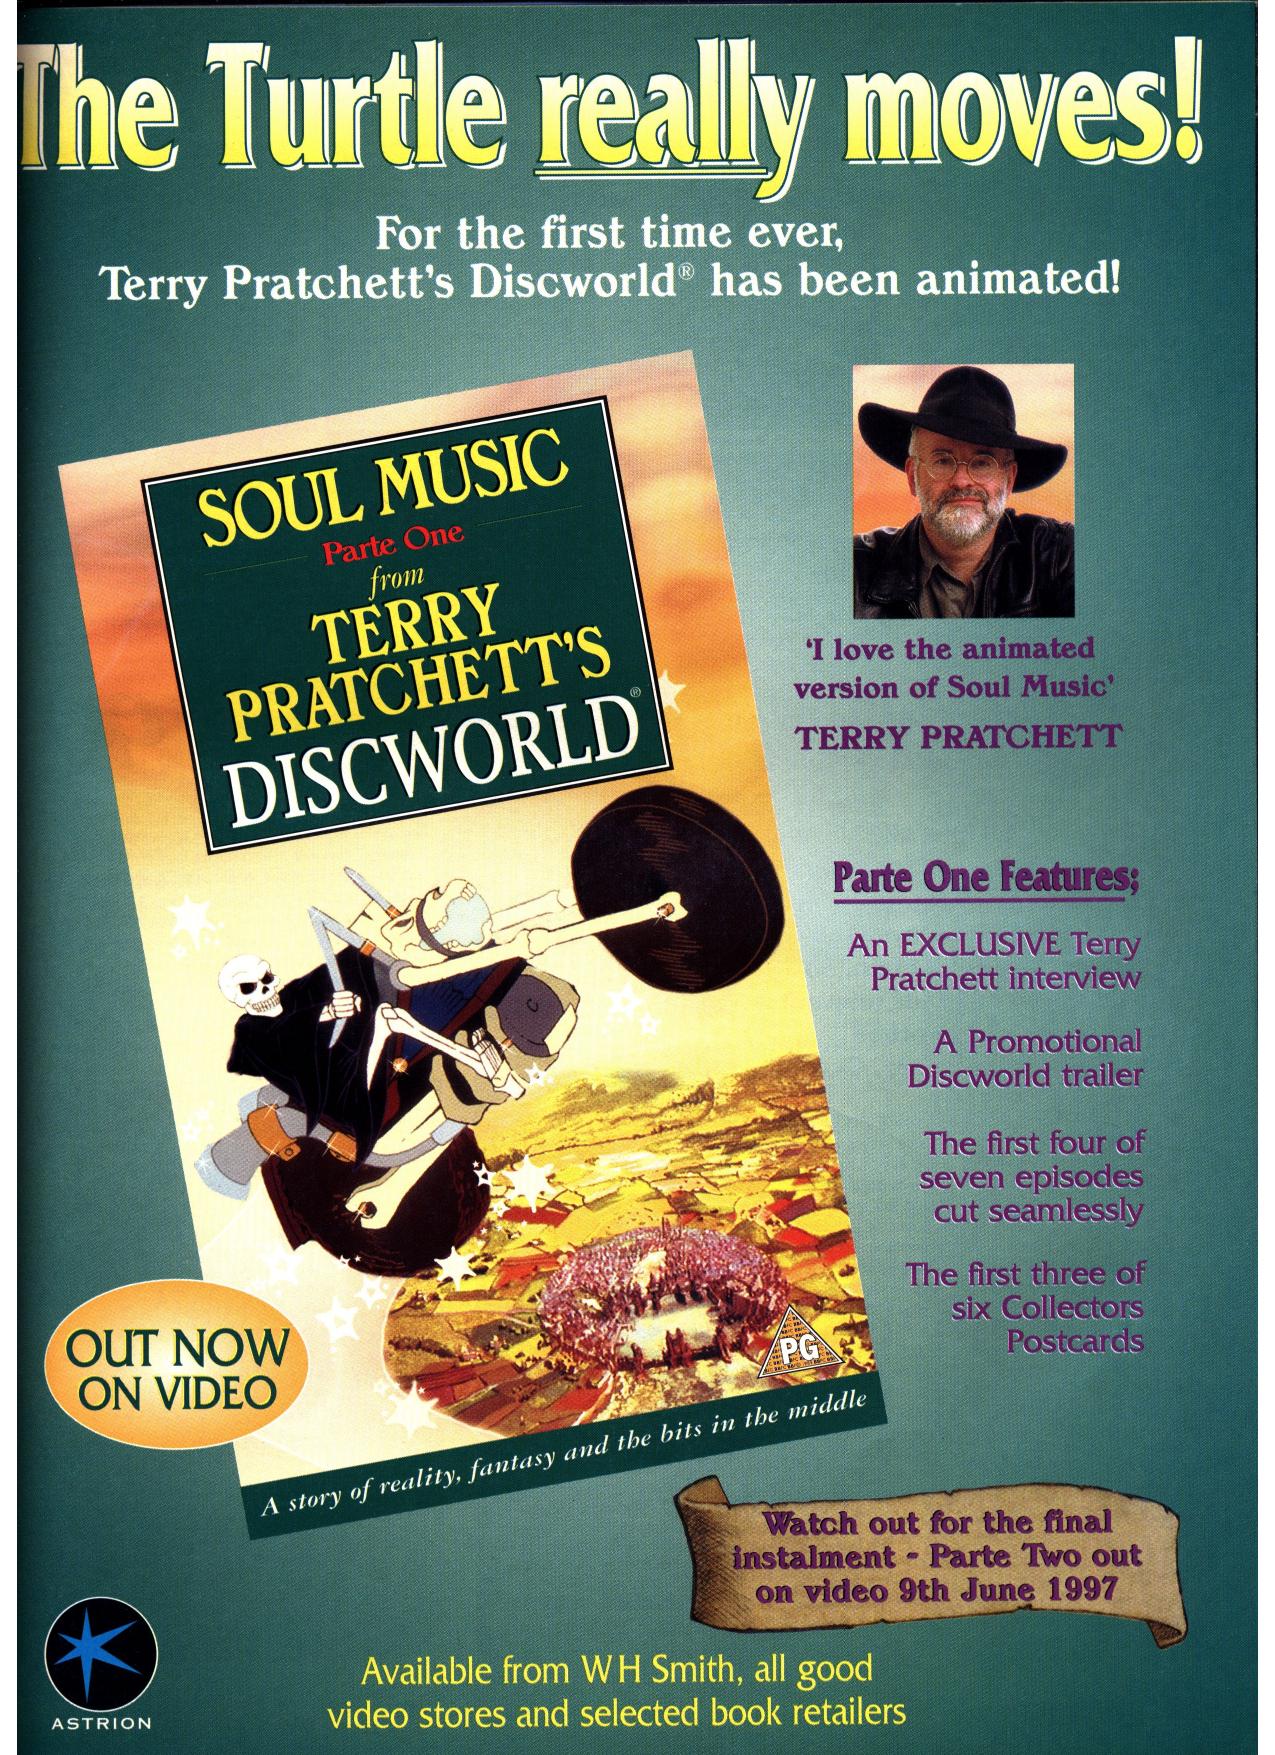 The Turtle really moves!
For the first time ever,
Terry Pratchett's Discworld® has been animated!
SOUL MUSIC
Parte One
from
TERRY
PRATCHETT'S
DISCWORLD®
C
PG
A story of reality, fantasy and the bits in the middle
OUT NOW
ON VIDEO
'I love the animated
version of Soul Music'
TERRY PRATCHETT
Parte One Features;
An EXCLUSIVE Terry
Pratchett interview
A Promotional
Discworld trailer
The first four of
seven episodes
cut seamlessly
The first three of
six Collectors
Postcards
Watch out for the final
instalment - Parte Two out
on video 9th June 1997
Available from WH Smith, all good
video stores and selected book retailers
ASTRION